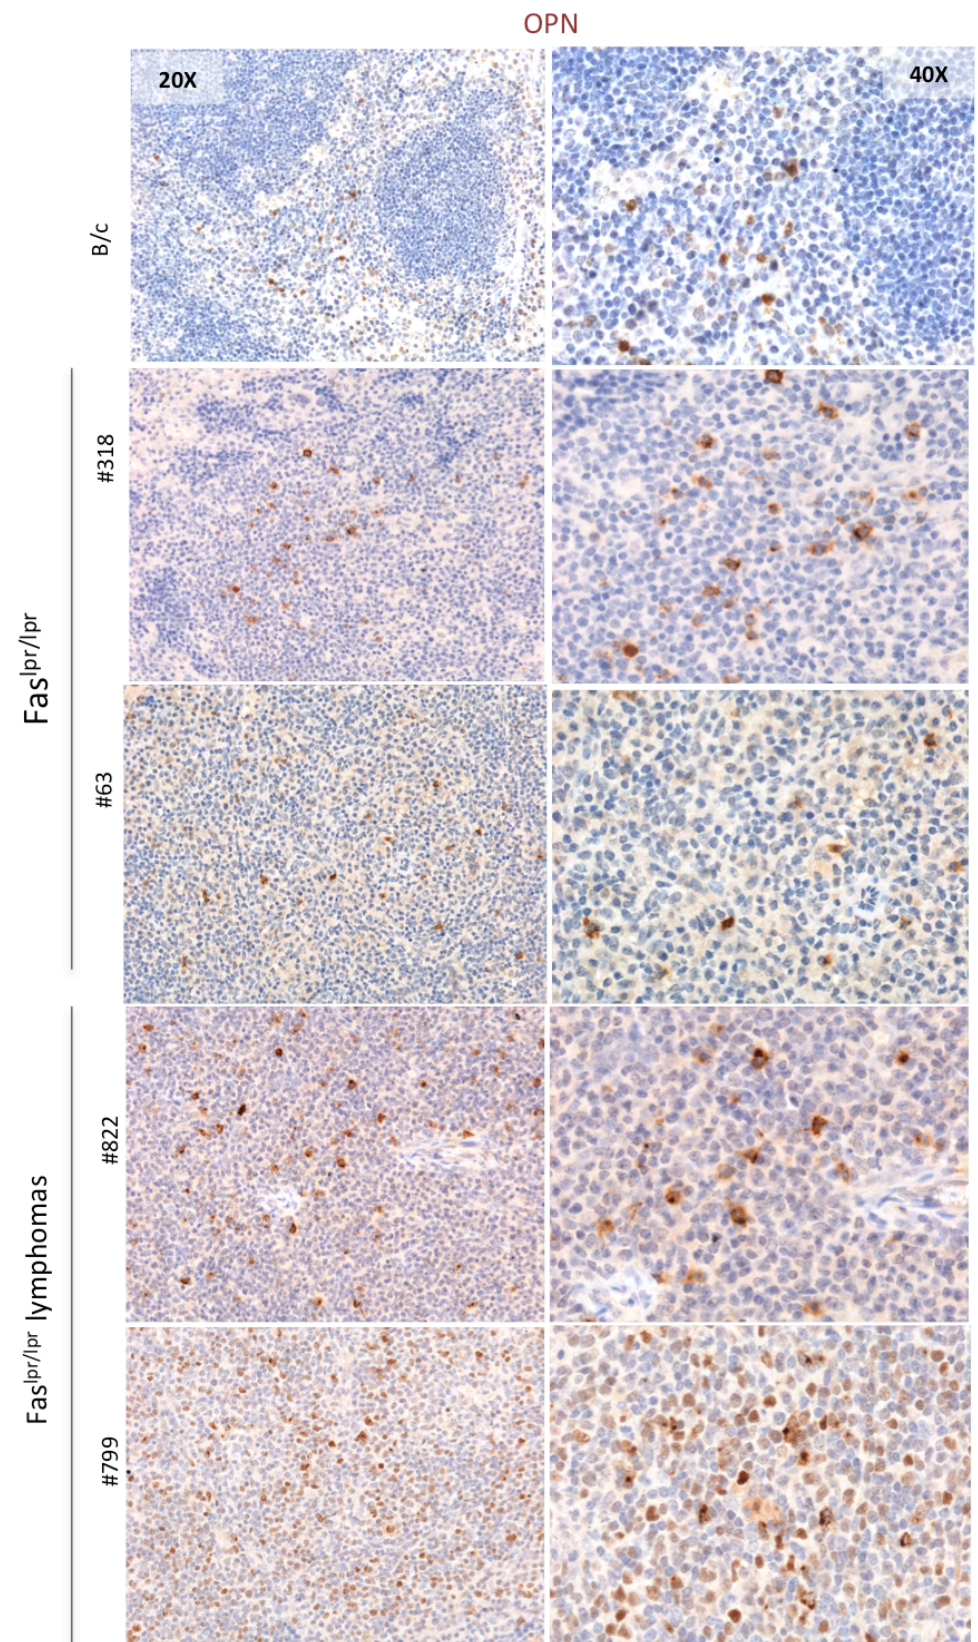 OPN
20X
40X
B/c
#318
Fas^lpr/lpr
#63
#822
Fas^lpr/lpr lymphomas
#799